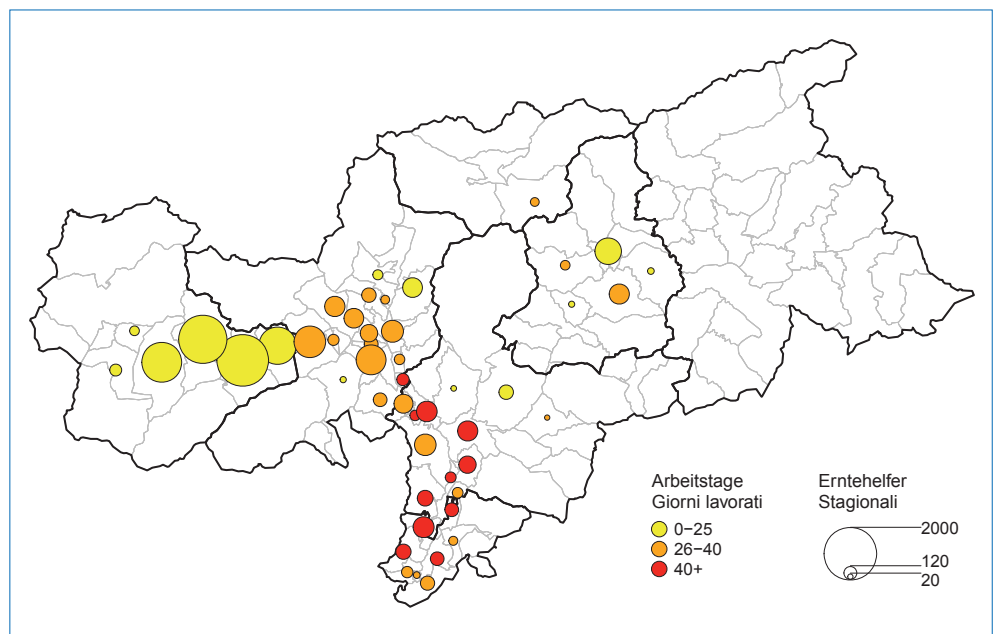 Arbeitstage
Giorni lavorati
0−25
26−40
40+
Erntehelfer
Stagionali
2000
120
20